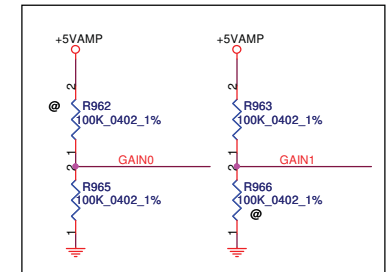 +5VAMP +5VAMP
2 2
@ R962 R963
100K_0402_1% 100K_0402_1%
1 1
GAIN0 GAIN1
2 2
R965 R966
100K_0402_1% 100K_0402_1%
@
1 1